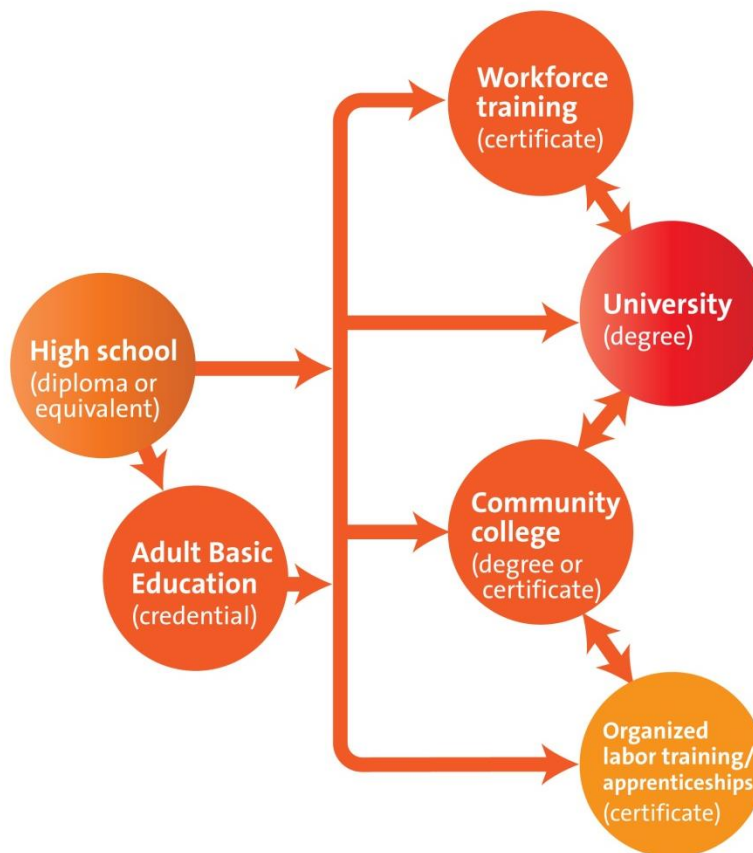 Workforce
training
(certificate)
University
(degree)
High school
(diploma or
equivalent)
Community
college
(degree or
certificate)
Adult Basic
Education
(credential)
Organized
labor training/
apprenticeships
(certificate)